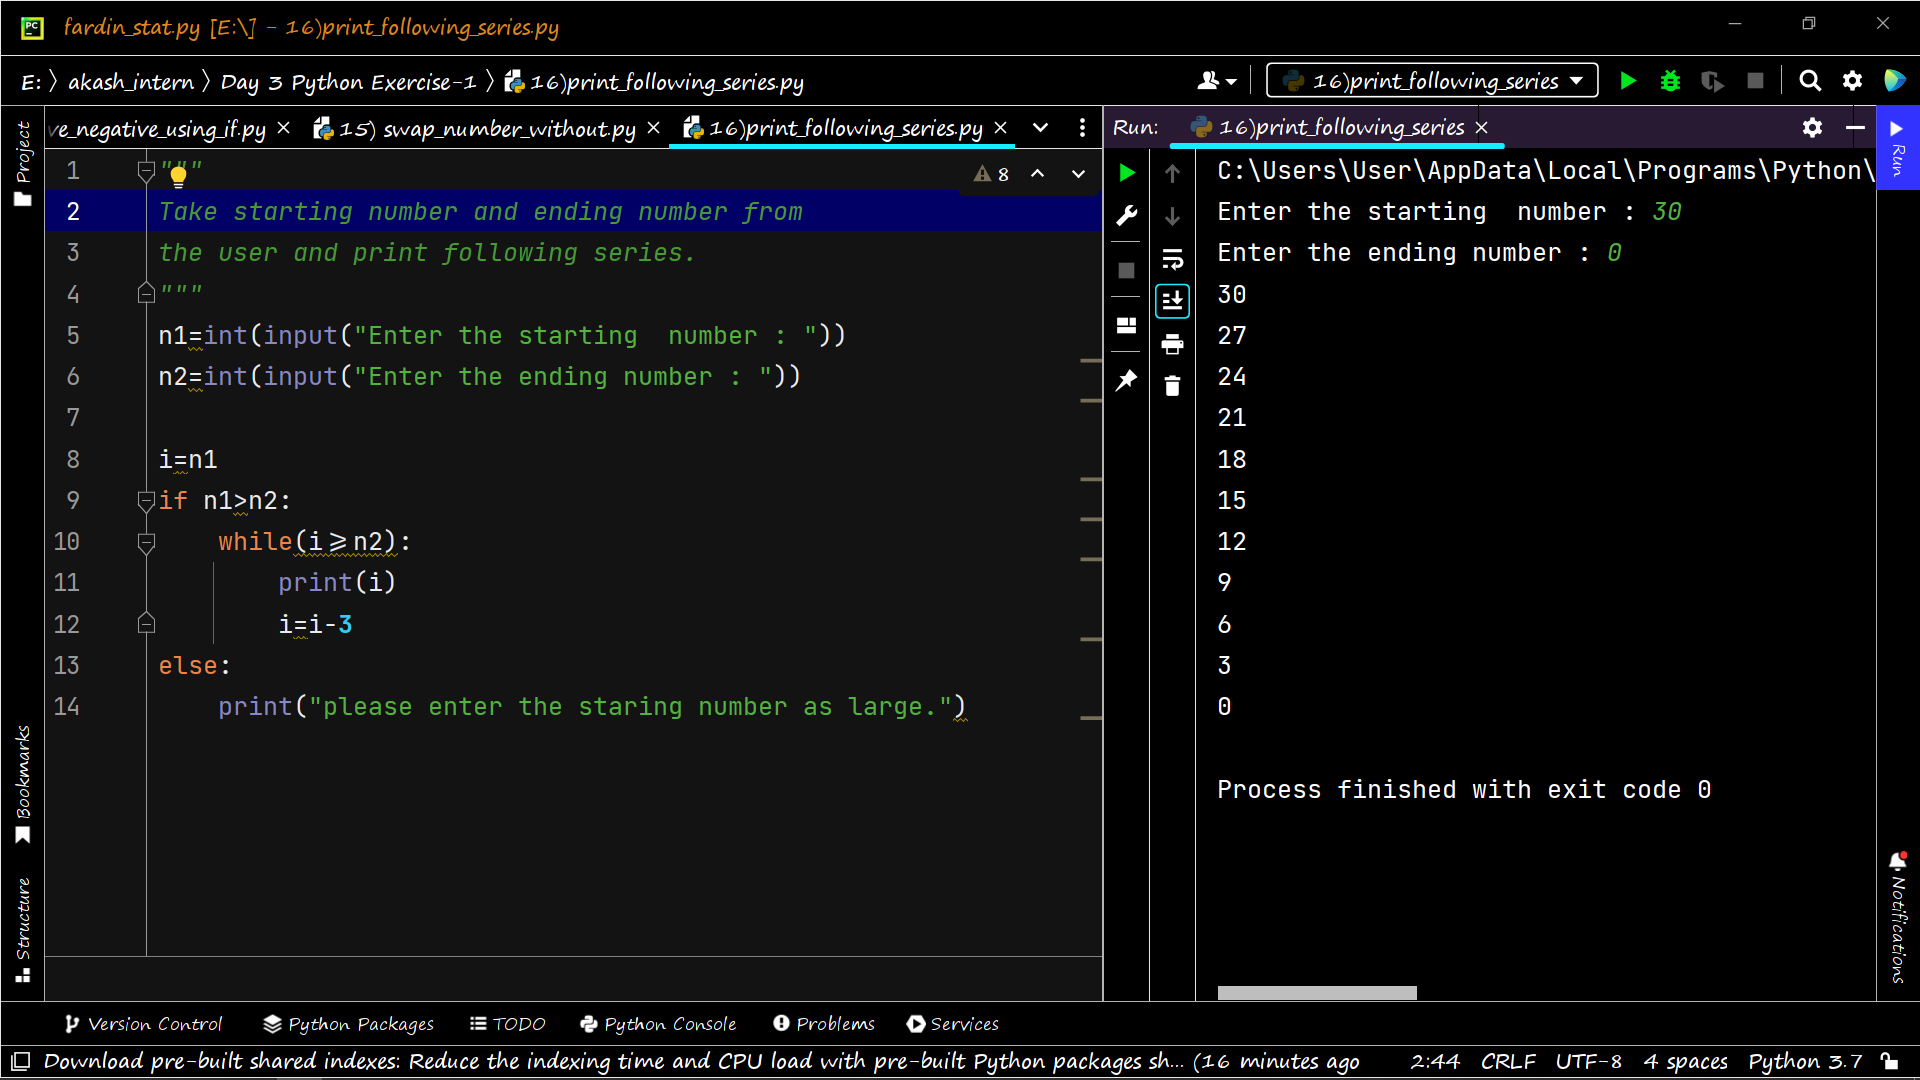 PC fardin_stat.py [E:\] - 16)print_following_series.py
E: akash_intern Day 3 Python Exercise-1 16)print_following_series.py 16)print_following_series
ve_negative_using_if.py 15) swap_number_without.py 16)print_following_series.py
Project
Bookmarks
Structure
8
1 """
2 Take starting number and ending number from
3 the user and print following series.
4 """
5 n1=int(input("Enter the starting  number : "))
6 n2=int(input("Enter the ending number : "))
7
8 i=n1
9 if n1>n2:
10     while(i>=n2):
11         print(i)
12         i=i-3
13 else:
14     print("please enter the staring number as large.")
Run: 16)print_following_series
C:\Users\User\AppData\Local\Programs\Python\
Enter the starting  number : 30
Enter the ending number : 0
30
27
24
21
18
15
12
9
6
3
0
Process finished with exit code 0
Run
Notifications
Version Control Python Packages TODO Python Console Problems Services
Download pre-built shared indexes: Reduce the indexing time and CPU load with pre-built Python packages sh... (16 minutes ago 2:44 CRLF UTF-8 4 spaces Python 3.7